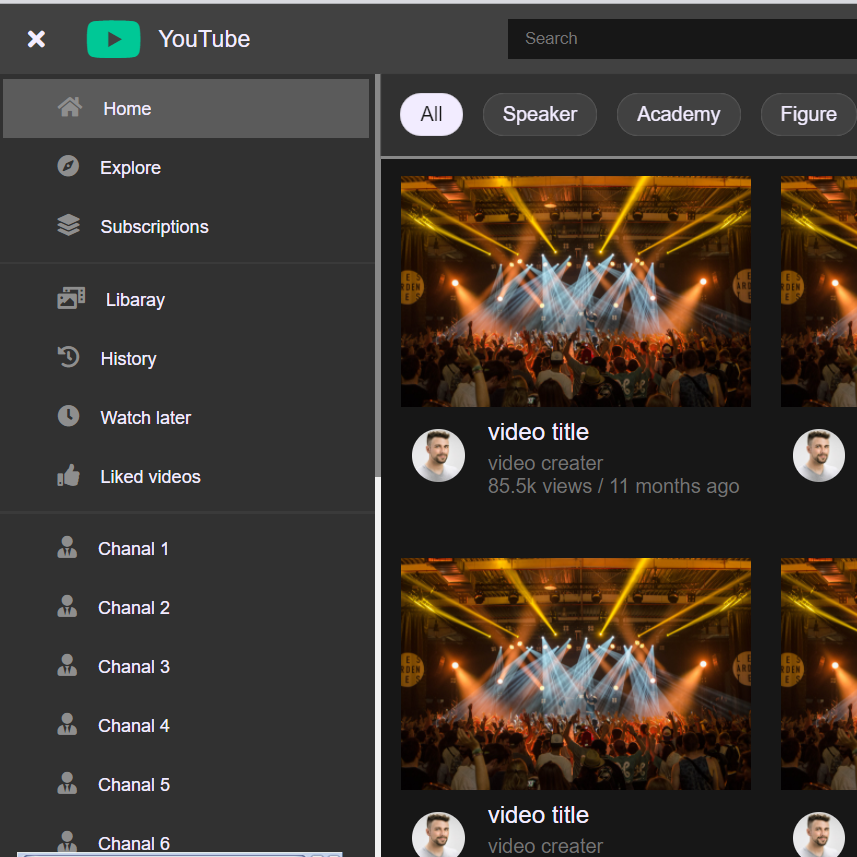 YouTube
Search
Home
Explore
Subscriptions
Libaray
History
Watch later
Liked videos
Chanal 1
Chanal 2
Chanal 3
Chanal 4
Chanal 5
Chanal 6
All
Speaker
Academy
Figure
video title
video creater
85.5k views / 11 months ago
video title
video creater